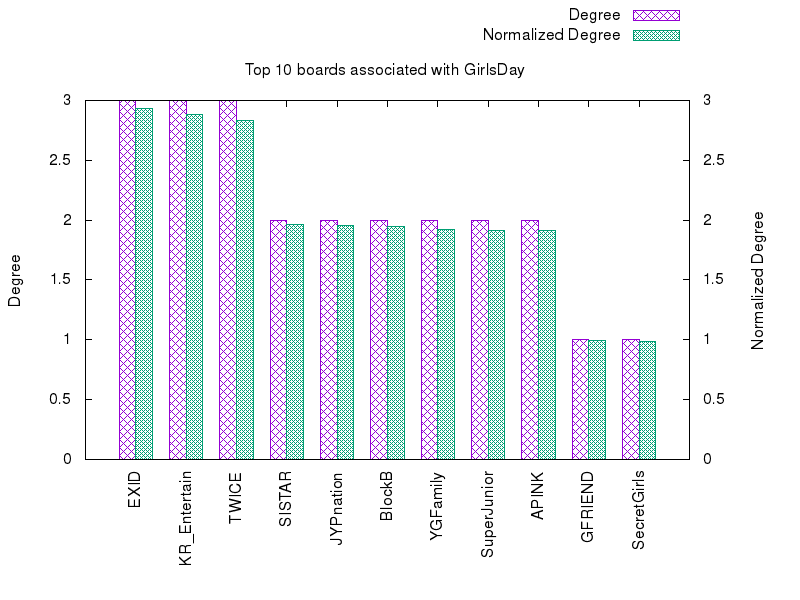 Degree
Normalized Degree
Top 10 boards associated with GirlsDay
3
2.5
2
1.5
1
0.5
0
3
2.5
2
1.5
1
0.5
0
Degree
Normalized Degree
EXID
KR_Entertain
TWICE
SISTAR
JYPnation
BlockB
YGFamily
SuperJunior
APINK
GFRIEND
SecretGirls